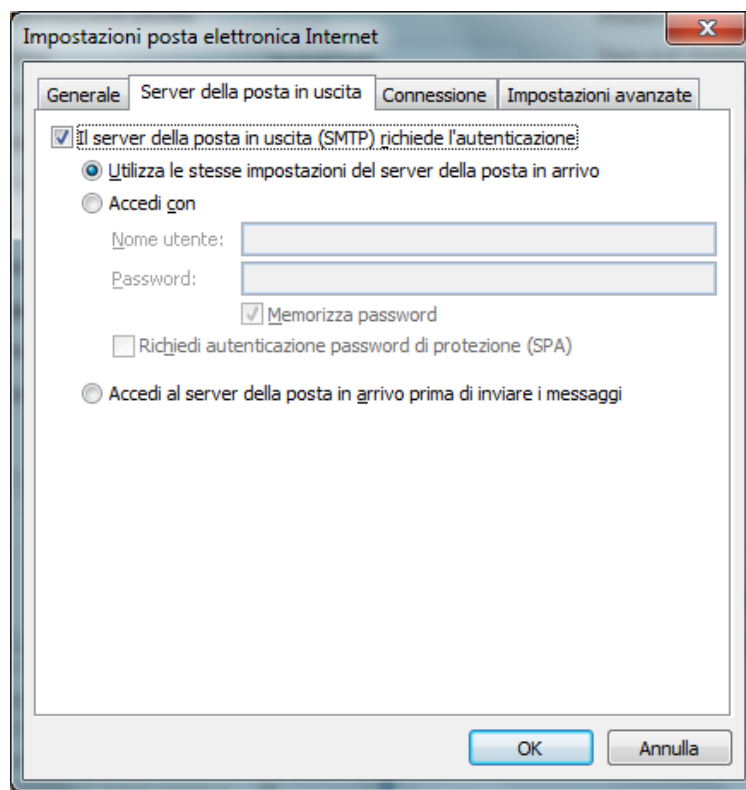 Impostazioni posta elettronica Internet
Generale Server della posta in uscita Connessione Impostazioni avanzate
Il server della posta in uscita (SMTP) richiede l'autenticazione
Utilizza le stesse impostazioni del server della posta in arrivo
Accedi con
Nome utente:
Password:
Memorizza password
Richiedi autenticazione password di protezione (SPA)
Accedi al server della posta in arrivo prima di inviare i messaggi
OK Annulla